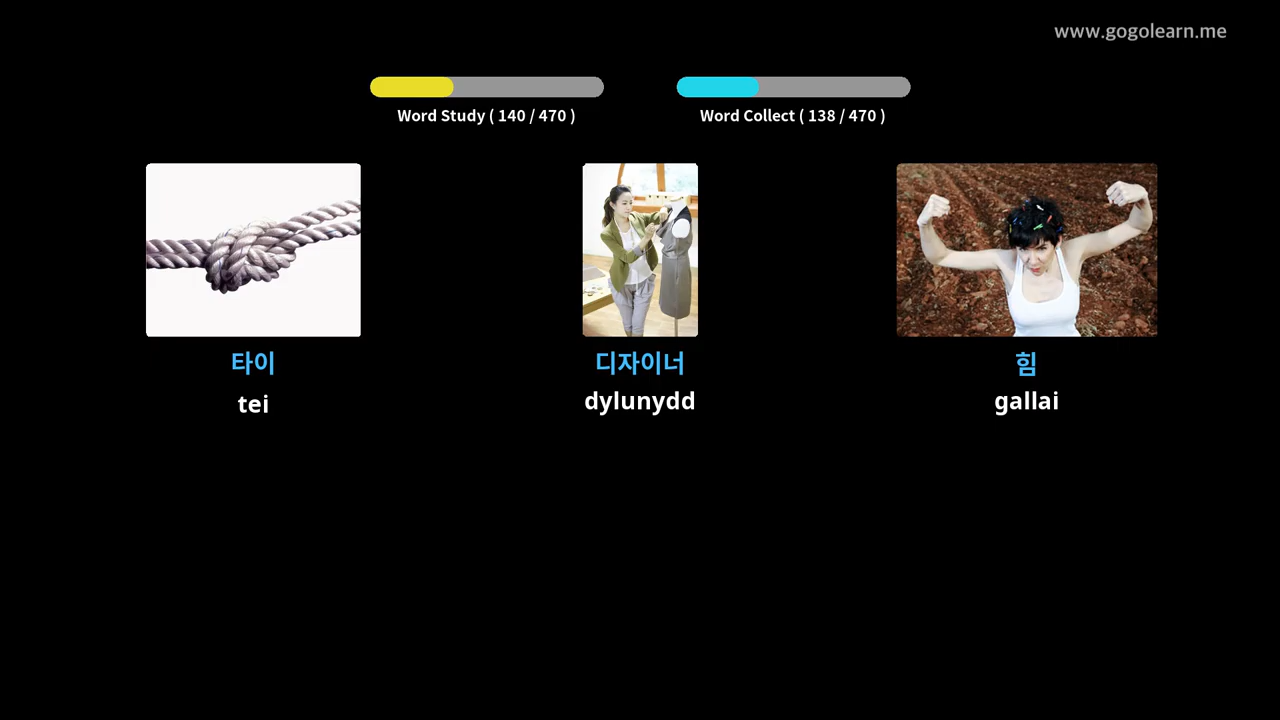 www.gogolearn.me
Word Study ( 140 / 470 )
Word Collect ( 138 / 470 )
타이
디자이너
힘
tei
dylunydd
gallai